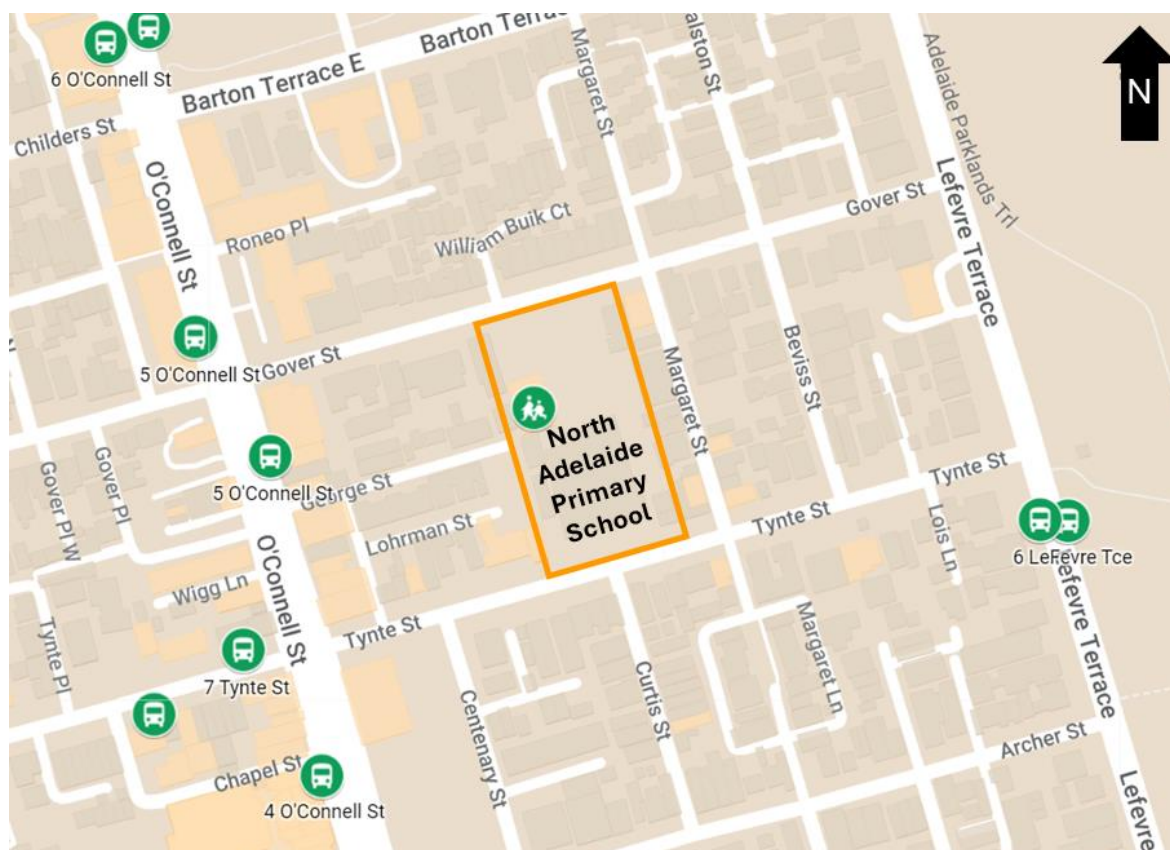 Barton Terrace E
Barton Terrac
Margaret St
alston St
Adelaide Parklands Trl
N
6 O'Connell St
Childers St
O'Connell St
Roneo Pl
William Buik Ct
Gover St
Lefevre Terrace
5 O'Connell St
Gover St
Beviss St
Margaret St
North
Adelaide
Primary
School
Gover Pl W
Gover Pl
5 O'Connell St
George St
Lohrman St
Tynte St
Tynte St
Lois Ln
6 LeFevre Tce
Wigg Ln
O'Connell St
Tynte St
Tynte Pl
7 Tynte St
Lefevre Terrace
Margaret Ln
Curtis St
Centenary St
Archer St
Chapel St
4 O'Connell St
Lefevre